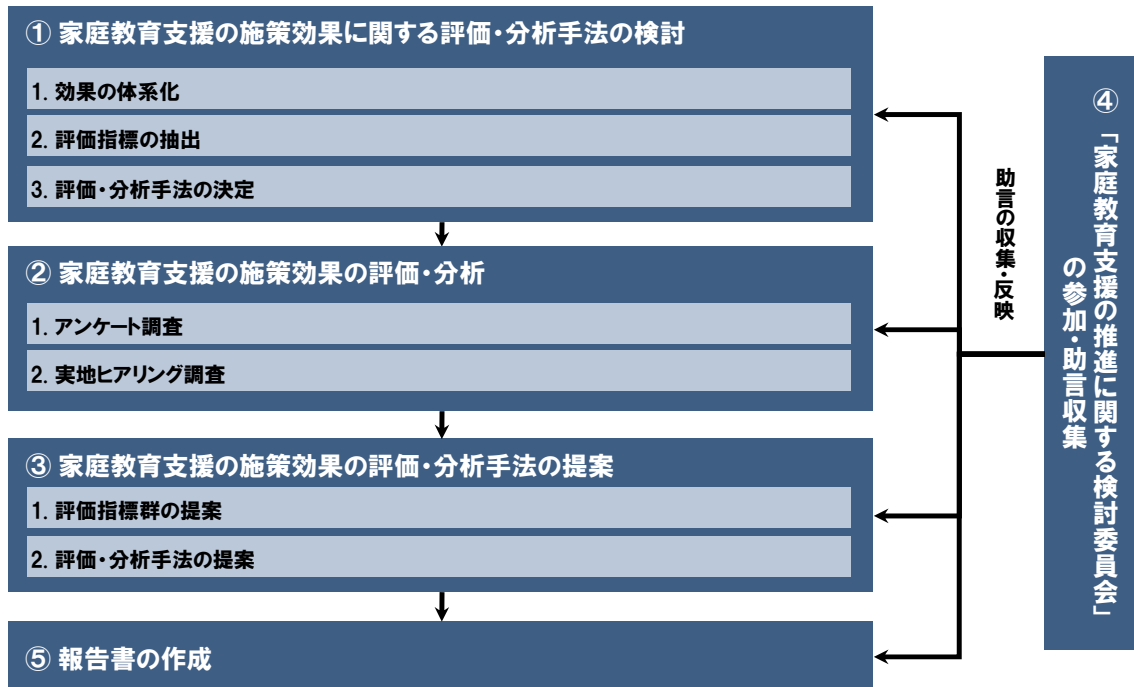 ① 家庭教育支援の施策効果に関する評価・分析手法の検討
1. 効果の体系化
2. 評価指標の抽出
3. 評価・分析手法の決定
② 家庭教育支援の施策効果の評価・分析
1. アンケート調査
2. 実地ヒアリング調査
③ 家庭教育支援の施策効果の評価・分析手法の提案
1. 評価指標群の提案
2. 評価・分析手法の提案
⑤ 報告書の作成
助言の収集・反映
④ 「家庭教育支援の推進に関する検討委員会」
の参加・助言収集